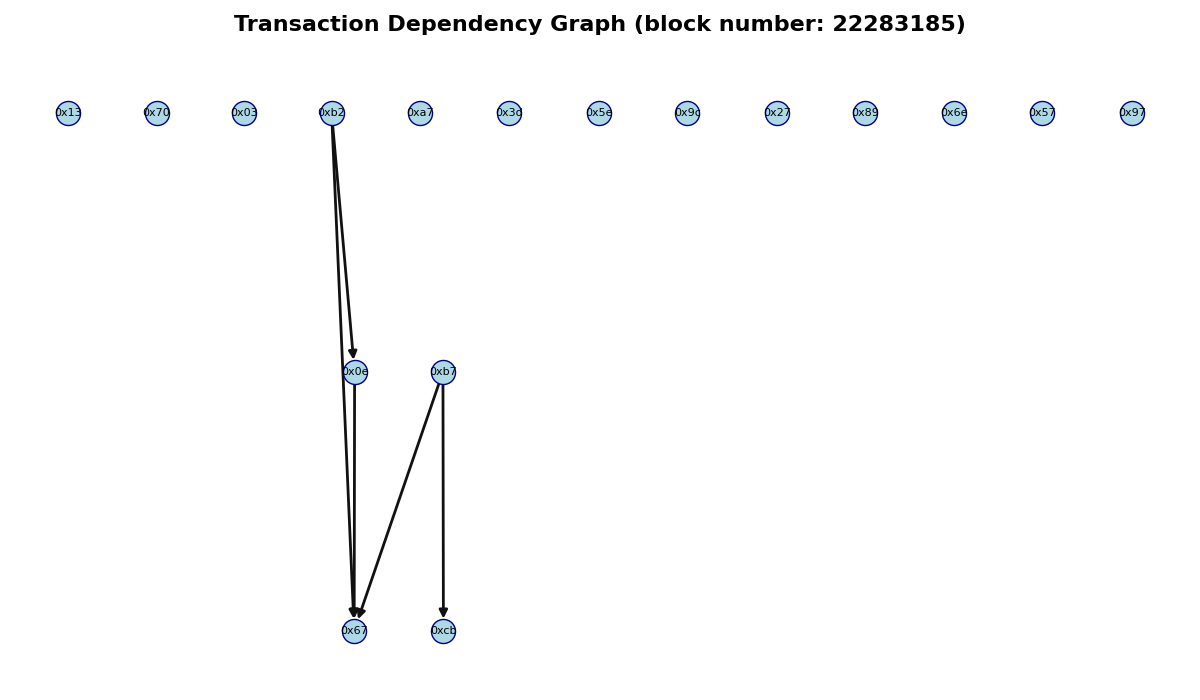 Transaction Dependency Graph (block number: 22283185)
0x13 0x70 0x03 0xb2 0xa7 0x3d 0x5e 0x9c 0x27 0x89 0x6e 0x57 0x97
0x0e 0xb7
0x67 0xcb